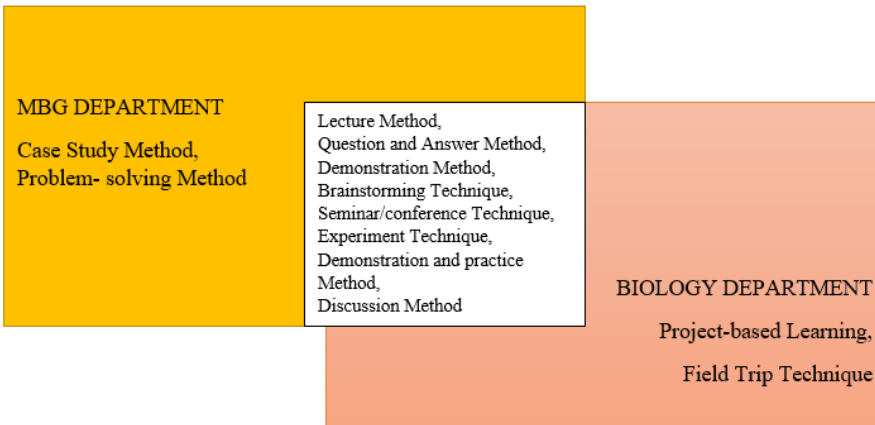 MBG DEPARTMENT
Case Study Method,
Problem- solving Method
Lecture Method,
Question and Answer Method,
Demonstration Method,
Brainstorming Technique,
Seminar/conference Technique,
Experiment Technique,
Demonstration and practice
Method,
Discussion Method
BIOLOGY DEPARTMENT
Project-based Learning,
Field Trip Technique